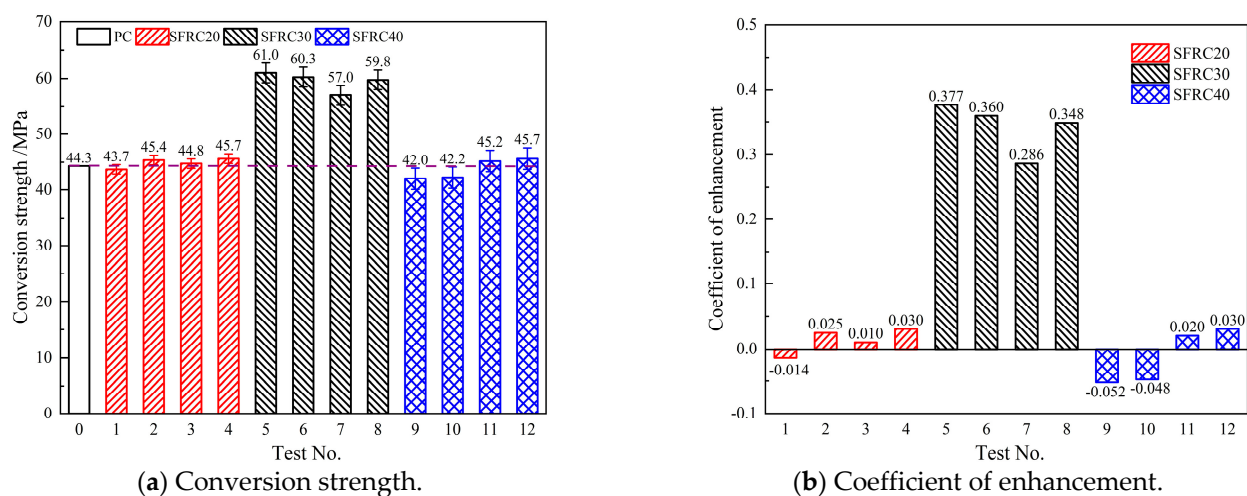 70
60
50
40
30
20
10
0
Conversion strength /MPa
PC SFRC20 SFRC30 SFRC40
44.3 43.7 45.4 44.8 45.7 61.0 60.3 57.0 59.8 42.0 42.2 45.2 45.7
0 1 2 3 4 5 6 7 8 9 10 11 12
Test No.
(a) Conversion strength.
0.5
0.4
0.3
0.2
0.1
0.0
-0.1
Coefficient of enhancement
SFRC20
SFRC30
SFRC40
-0.014 0.025 0.010 0.030 0.377 0.360 0.286 0.348 -0.052 -0.048 0.020 0.030
1 2 3 4 5 6 7 8 9 10 11 12
Test No.
(b) Coefficient of enhancement.